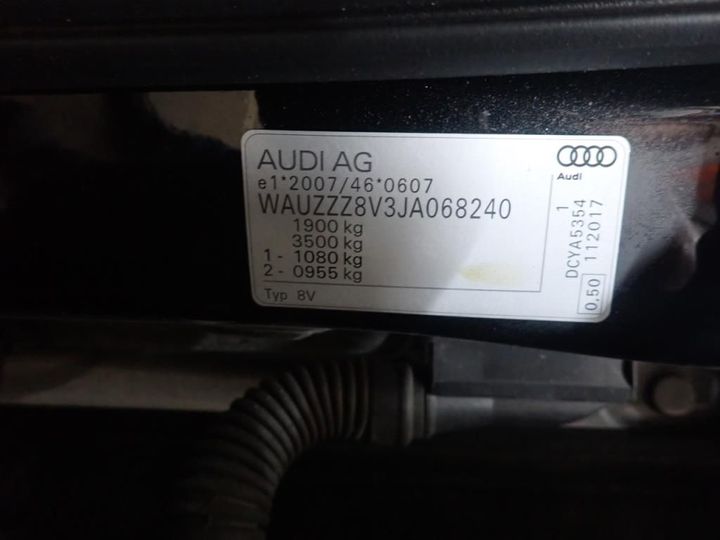 AUDI AG
e1*2007/46*0607
WAUZZZ8V3JA068240
1900 kg
3500 kg
1 - 1080 kg
2 - 0955 kg
Typ 8V
Audi
DCYA5354 1
112017
0.50